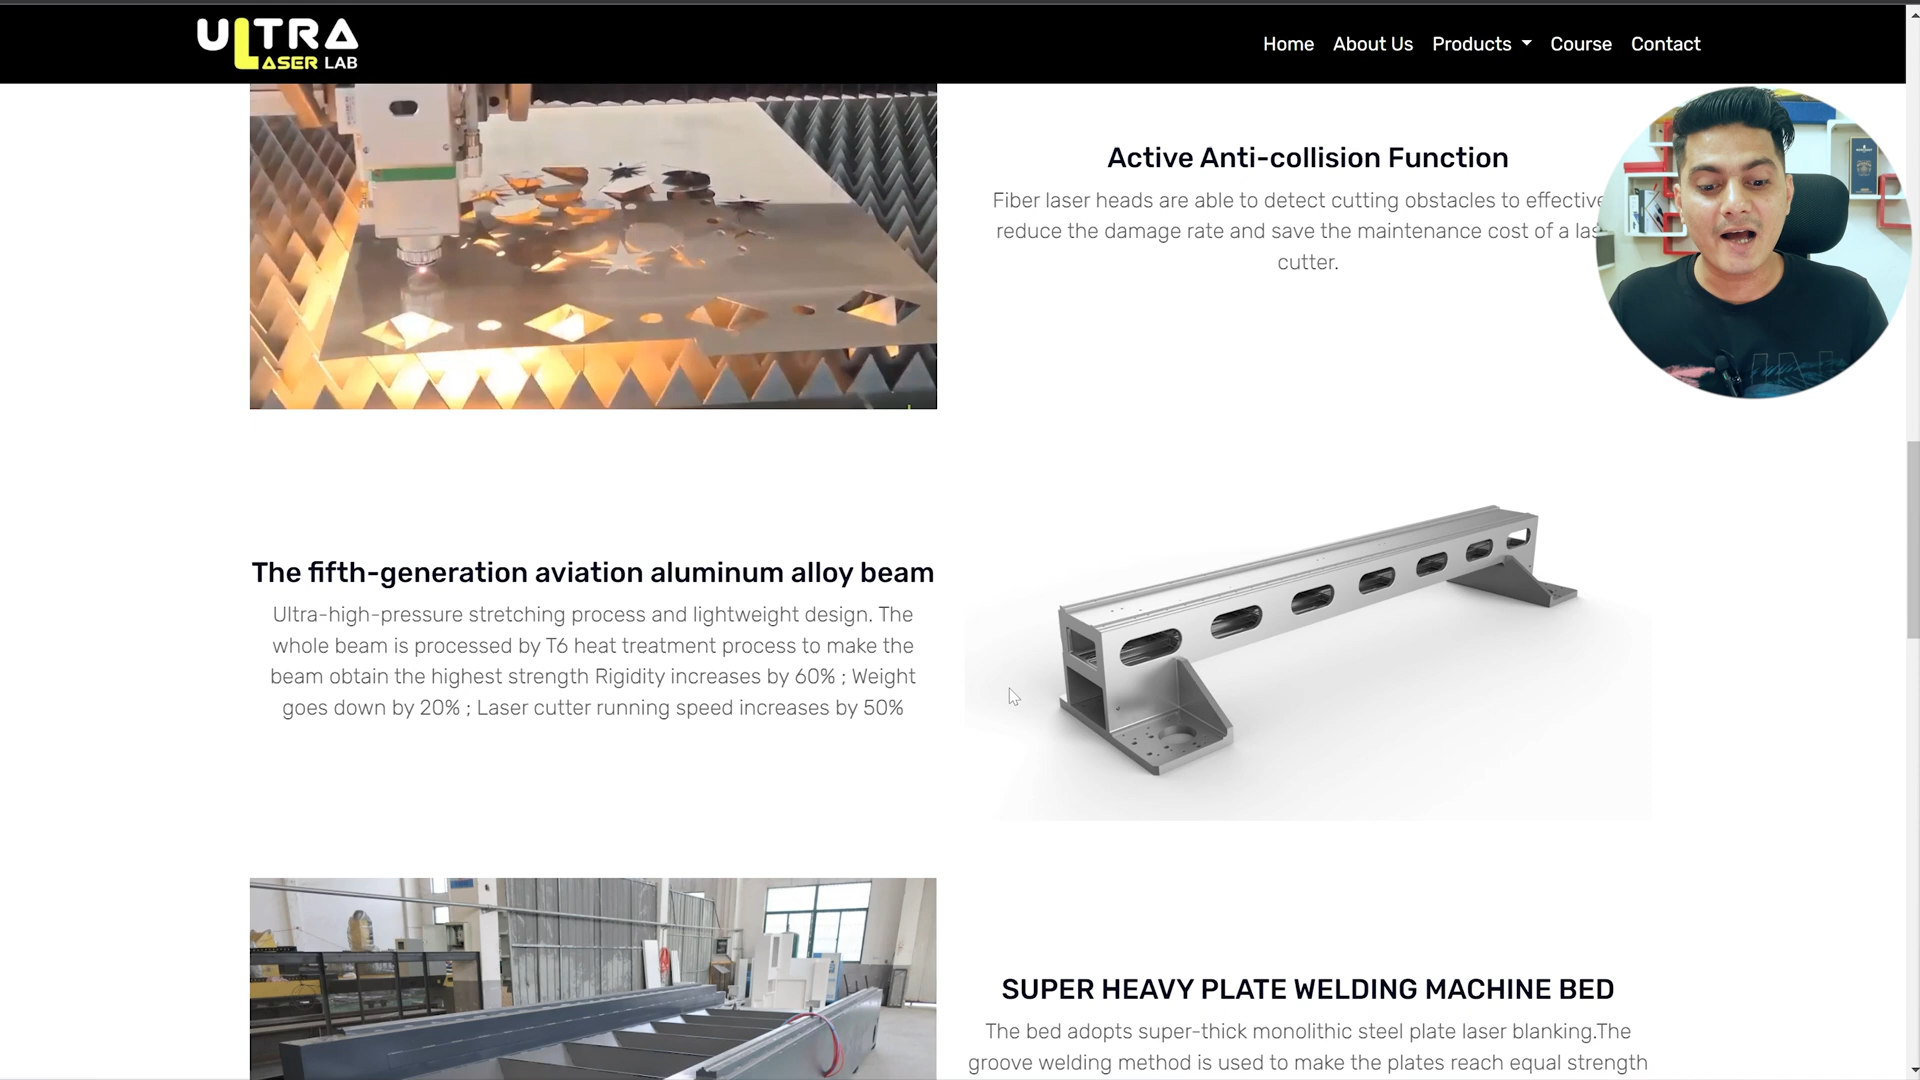 ULTRA
LASER LAB
Home About Us Products Course Contact
Active Anti-collision Function
Fiber laser heads are able to detect cutting obstacles to
reduce the damage rate and save the maintenance cost of a
cutter.
The fifth-generation aviation aluminum alloy beam
Ultra-high-pressure stretching process and lightweight design. The
whole beam is processed by T6 heat treatment process to make the
beam obtain the highest strength Rigidity increases by 60% ; Weight
goes down by 20% ; Laser cutter running speed increases by 50%
SUPER HEAVY PLATE WELDING MACHINE BED
The bed adopts super-thick monolithic steel plate laser blanking.The
groove welding method is used to make the plates reach equal strength